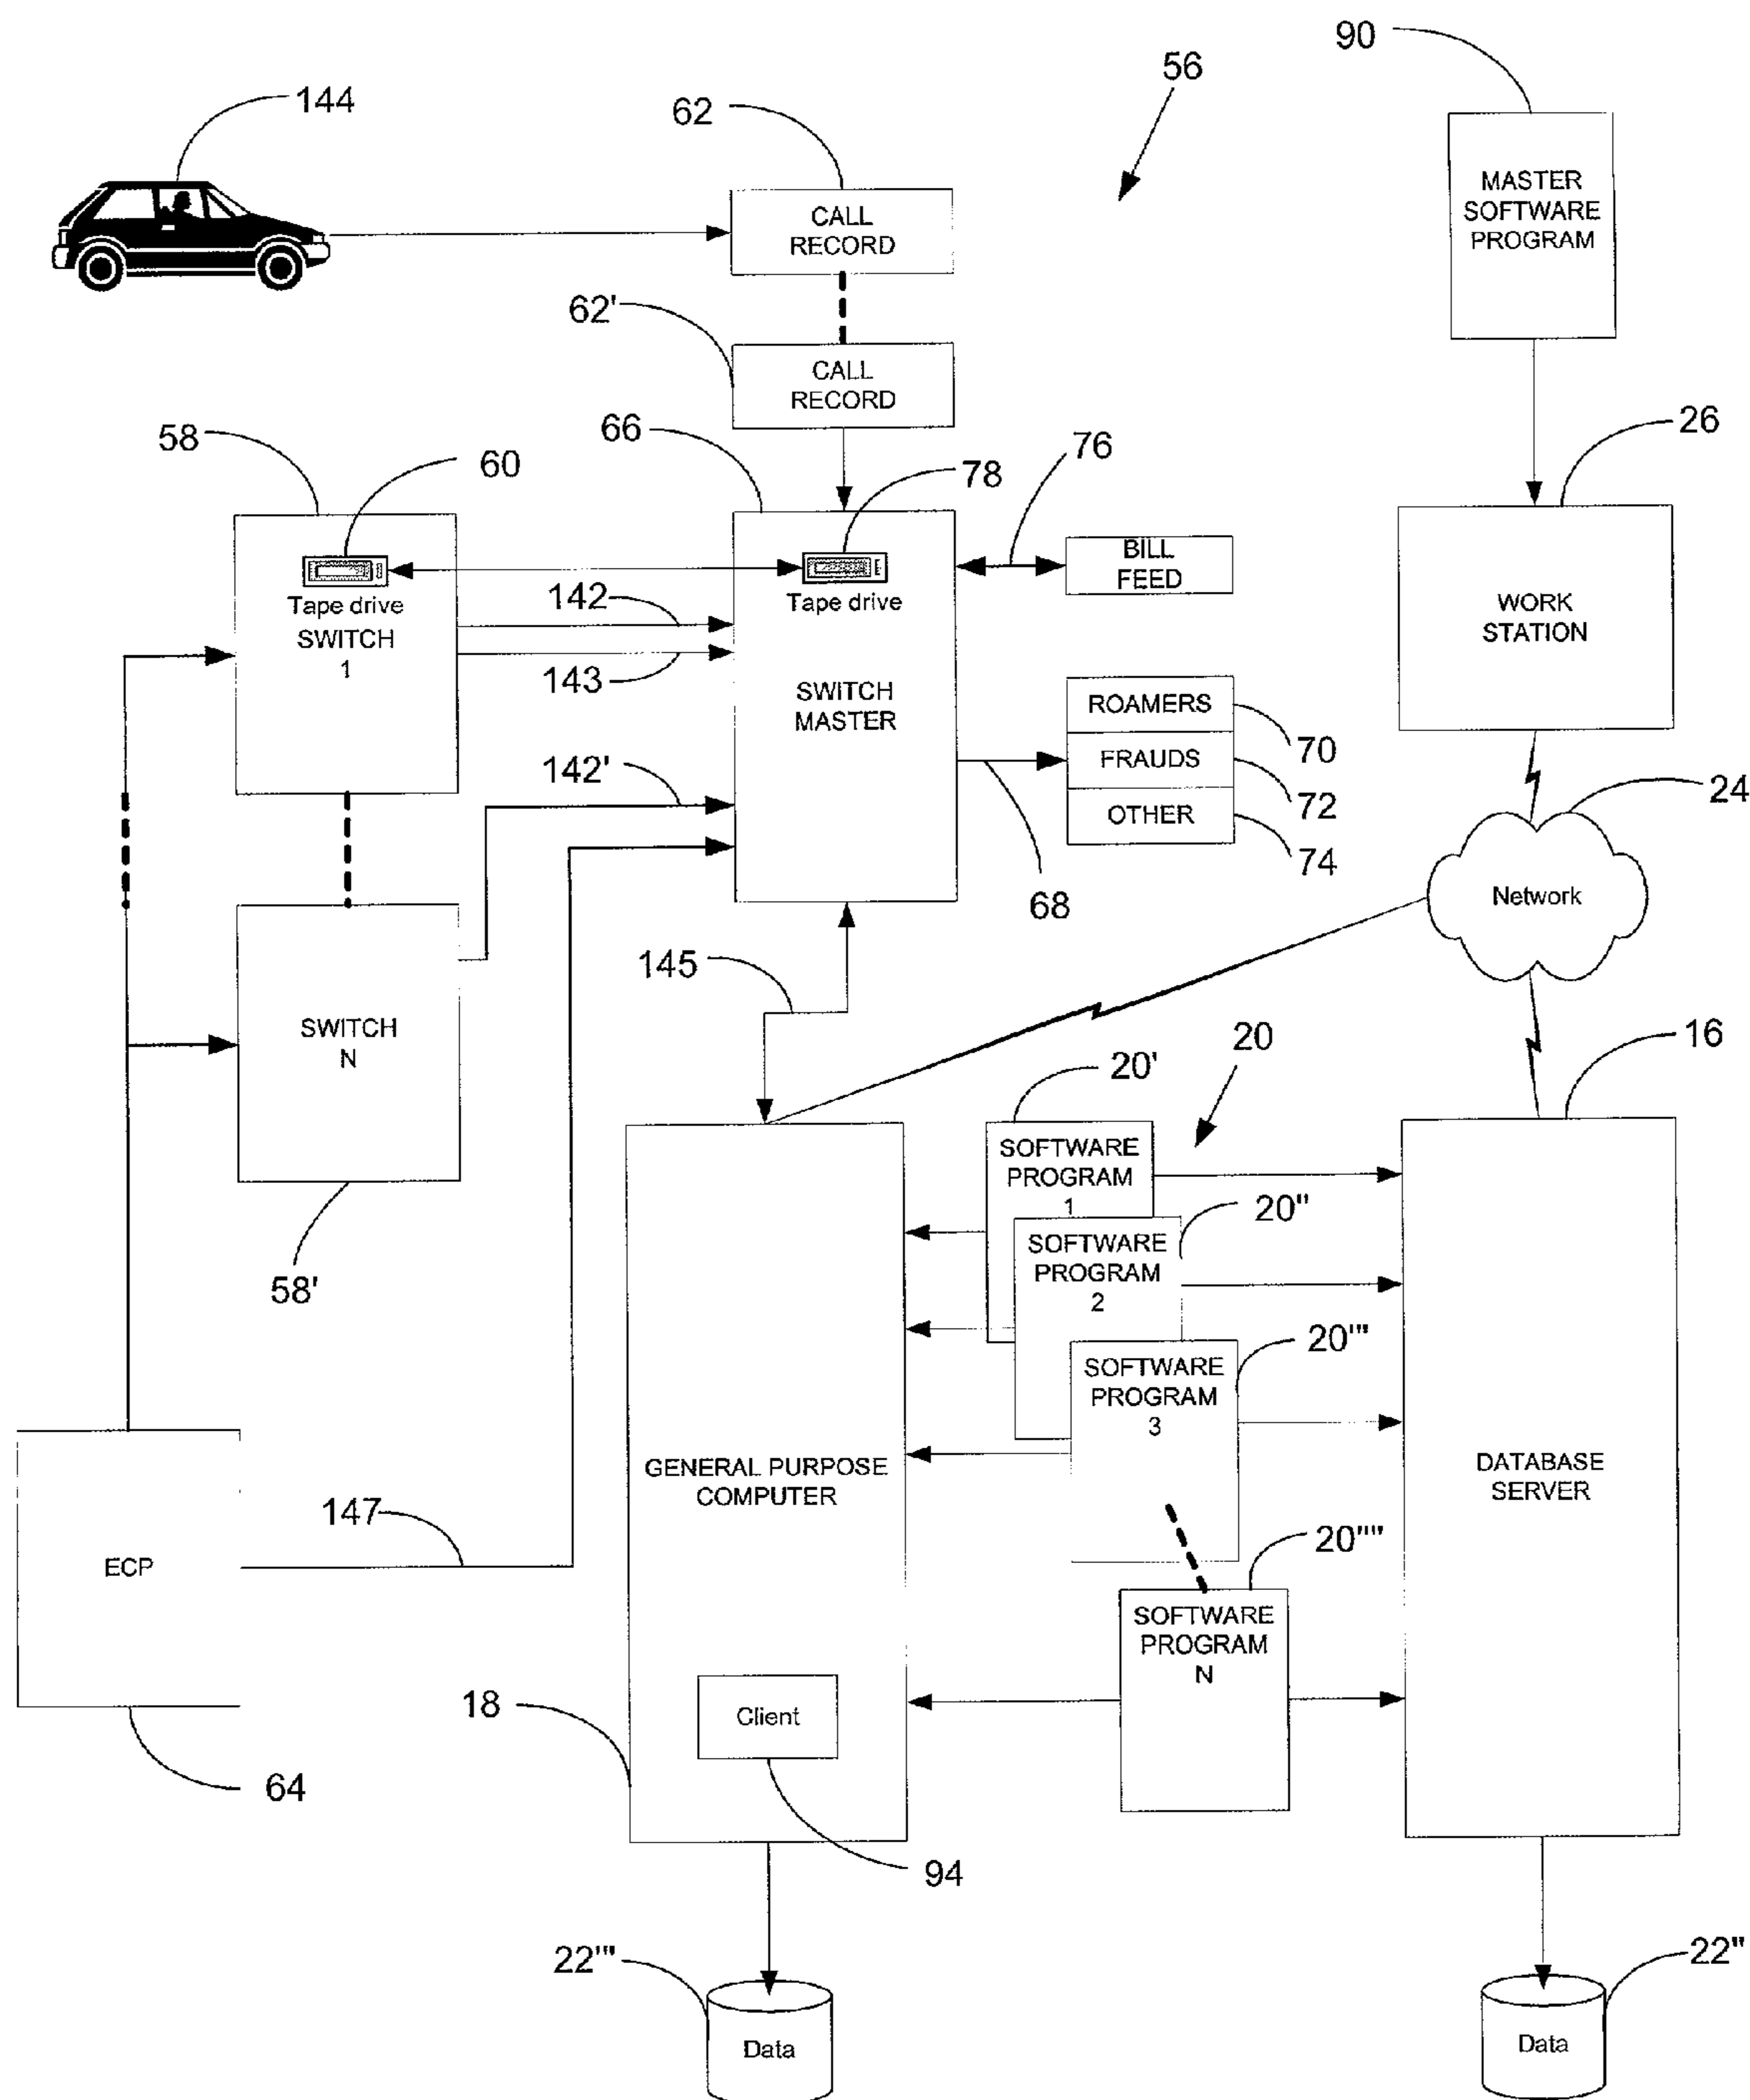 90
56
144
62
CALL
RECORD
MASTER
SOFTWARE
PROGRAM
62'
CALL
RECORD
58
60
66
78
76
26
Tape drive
SWITCH
1
142
143
Tape drive
SWITCH
MASTER
BILL
FEED
WORK
STATION
ROAMERS
FRAUDS
OTHER
70
72
74
68
142'
24
Network
SWITCH
N
58'
145
20'
20
16
SOFTWARE
PROGRAM
1
20"
SOFTWARE
PROGRAM
2
20'"
SOFTWARE
PROGRAM
3
GENERAL PURPOSE
COMPUTER
DATABASE
SERVER
ECP
147
64
20""
SOFTWARE
PROGRAM
N
18
Client
94
22'"
Data
22"
Data